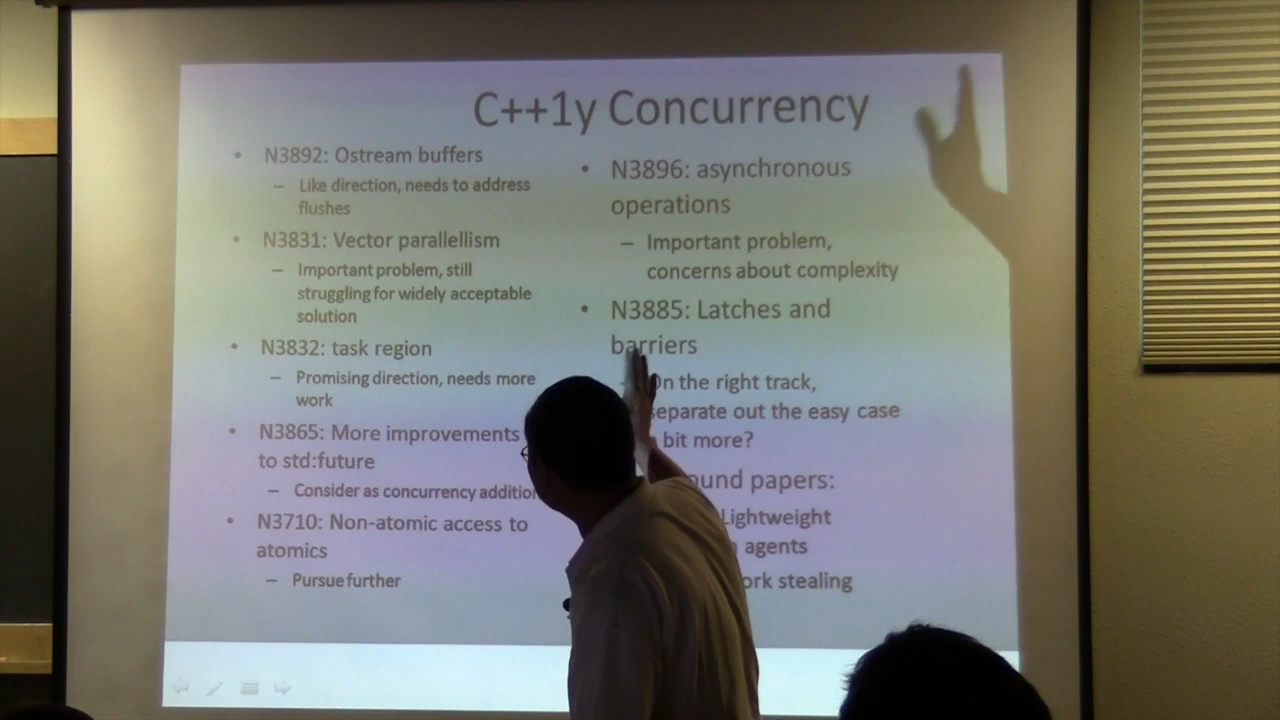 C++1y Concurrency
• N3892: Ostream buffers
– Like direction, needs to address
flushes
• N3831: Vector parallellism
– Important problem, still
struggling for widely acceptable
solution
• N3832: task region
– Promising direction, needs more
work
• N3865: More improvements
to std:future
– Consider as concurrency
• N3710: Non-atomic access to
atomics
– Pursue further
• N3896: asynchronous
operations
– Important problem,
concerns about complexity
• N3885: Latches and
barriers
On the right track,
separate out the easy case
bit more?
papers:
Lightweight
agents
stealing